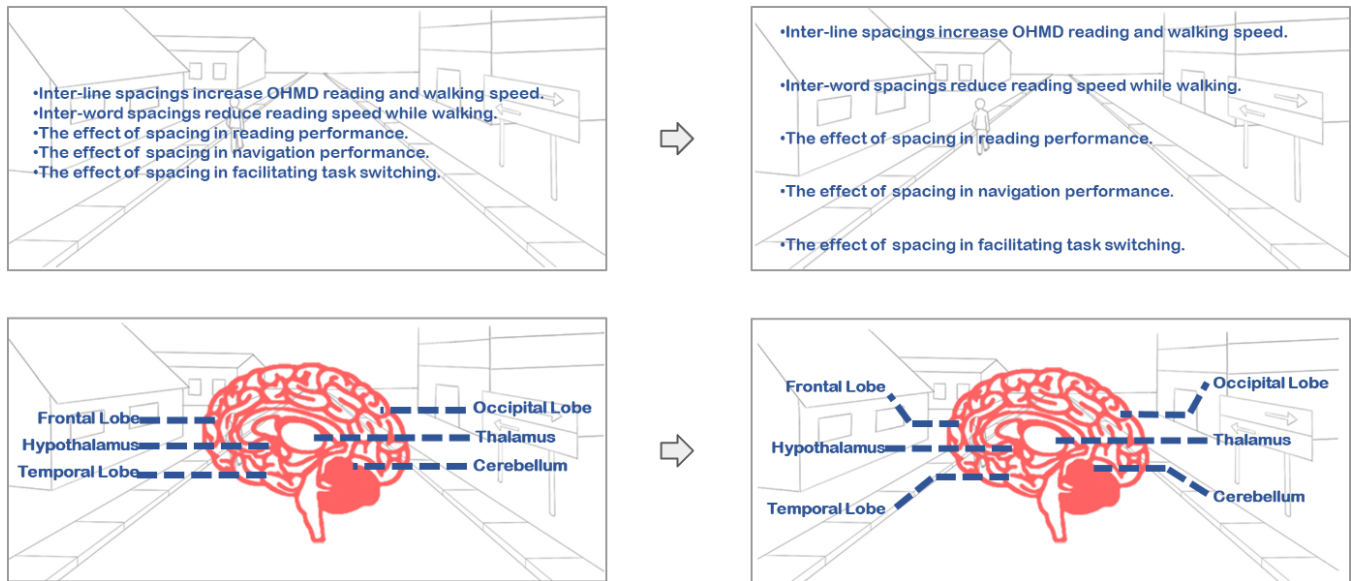 •Inter-line spacings increase OHMD reading and walking speed.
•Inter-word spacings reduce reading speed while walking.
•The effect of spacing in reading performance.
•The effect of spacing in navigation performance.
•The effect of spacing in facilitating task switching.
•Inter-line spacings increase OHMD reading and walking speed.
•Inter-word spacings reduce reading speed while walking.
•The effect of spacing in reading performance.
•The effect of spacing in navigation performance.
•The effect of spacing in facilitating task switching.
Frontal Lobe
Hypothalamus
Temporal Lobe
Occipital Lobe
Thalamus
Cerebellum
Frontal Lobe
Hypothalamus
Temporal Lobe
Occipital Lobe
Thalamus
Cerebellum